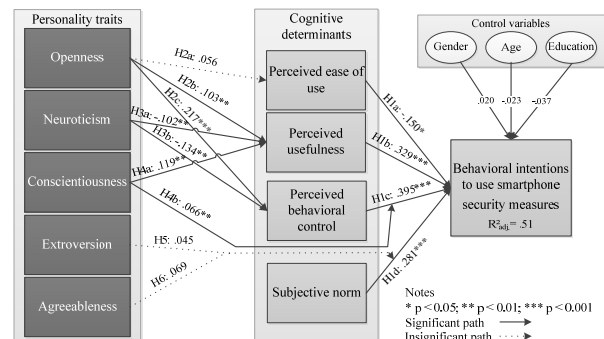 Personality traits
Openness
Neuroticism
Conscientiousness
Extroversion
Agreeableness
H2a: .056
H2b: .103**
H2c: .217***
H3a: -.102**
H3b: -.134**
H4a: .119**
H4b: .066**
H5: .045
H6: .069
Cognitive
determinants
Perceived ease of
use
Perceived
usefulness
Perceived
behavioral
control
Subjective norm
H1a: -.150*
H1b: .329***
H1c: .395***
H1d: .281***
Control variables
Gender
Age
Education
.020
-.023
-.037
Behavioral intentions
to use smartphone
security measures
R²adj.= .51
Notes
* p<0.05; ** p<0.01; *** p<0.001
Significant path
Insignificant path